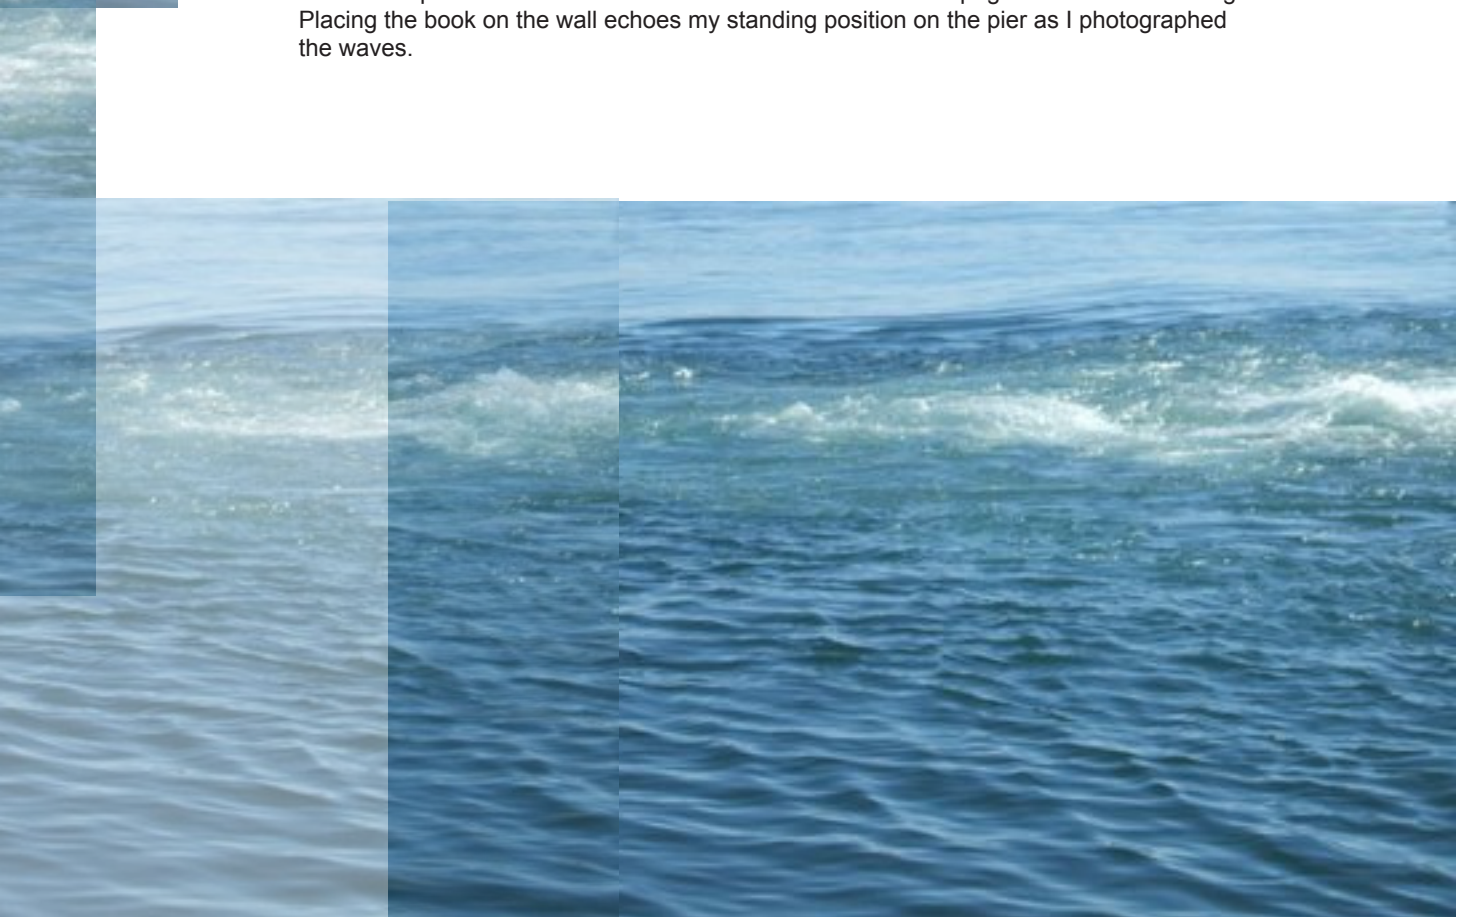 Placing the book on the wall echoes my standing position on the pier as I photographed
the waves.